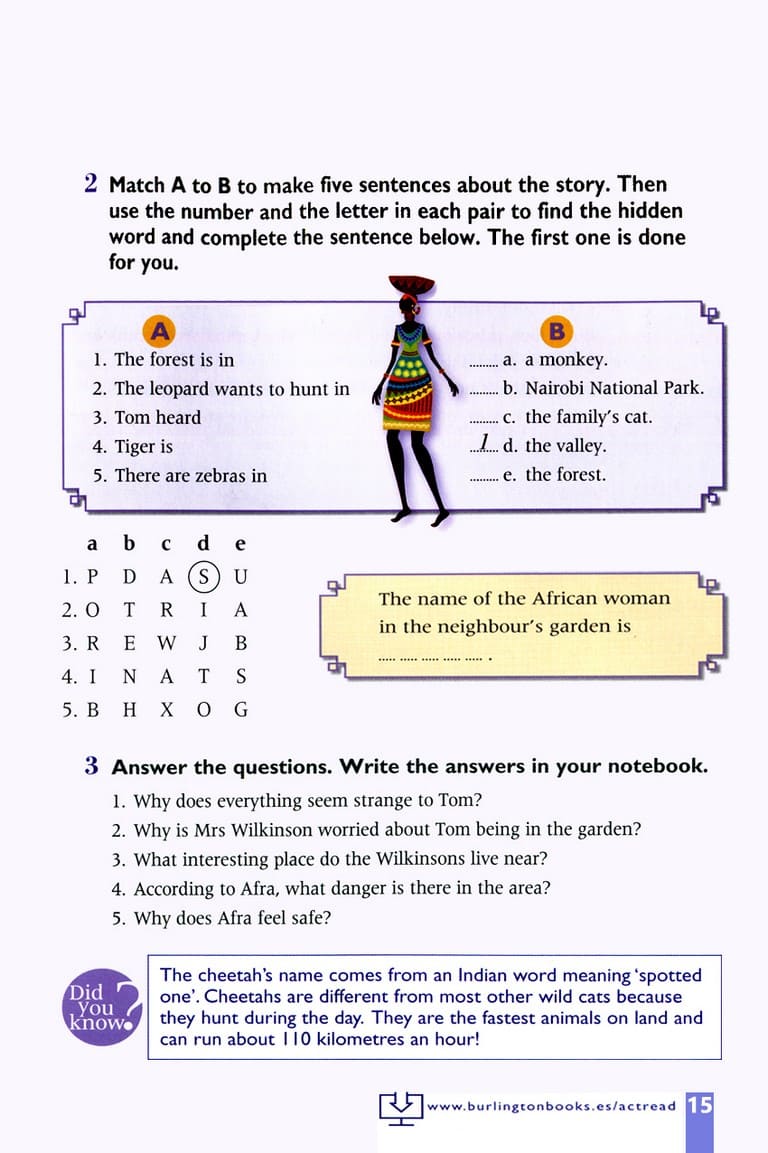 2 Match A to B to make five sentences about the story. Then
use the number and the letter in each pair to find the hidden
word and complete the sentence below. The first one is done
for you.
A
1. The forest is in
2. The leopard wants to hunt in
3. Tom heard
4. Tiger is
5. There are zebras in
B
......... a. a monkey.
......... b. Nairobi National Park.
......... c. the family's cat.
...1... d. the valley.
......... e. the forest.
a b c d e
1. P D A S U
2. O T R I A
3. R E W J B
4. I N A T S
5. B H X O G
The name of the African woman
in the neighbour's garden is
..... ..... ..... ..... ..... .
3 Answer the questions. Write the answers in your notebook.
1. Why does everything seem strange to Tom?
2. Why is Mrs Wilkinson worried about Tom being in the garden?
3. What interesting place do the Wilkinsons live near?
4. According to Afra, what danger is there in the area?
5. Why does Afra feel safe?
Did
you
know?
The cheetah's name comes from an Indian word meaning 'spotted
one'. Cheetahs are different from most other wild cats because
they hunt during the day. They are the fastest animals on land and
can run about 110 kilometres an hour!
www.burlingtonbooks.es/actread 15